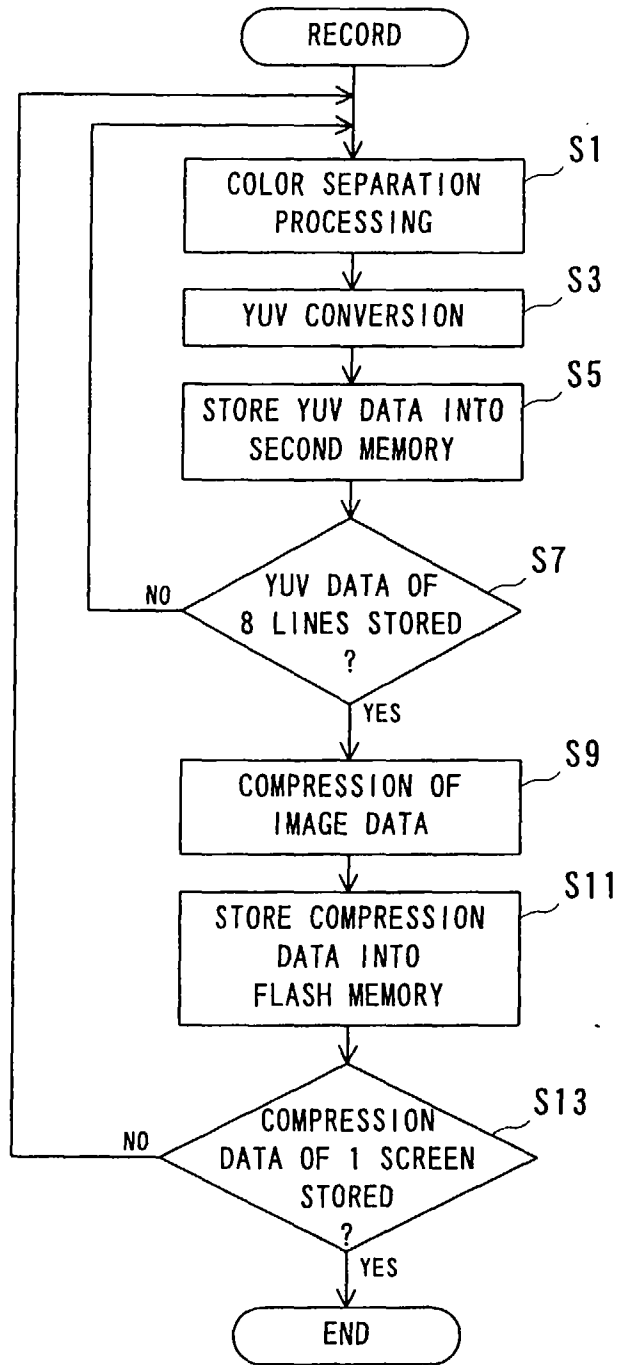 RECORD
S1
COLOR SEPARATION
PROCESSING
S3
YUV CONVERSION
S5
STORE YUV DATA INTO
SECOND MEMORY
S7
YUV DATA OF
8 LINES STORED
?
NO
YES
S9
COMPRESSION OF
IMAGE DATA
S11
STORE COMPRESSION
DATA INTO
FLASH MEMORY
S13
COMPRESSION
DATA OF 1 SCREEN
STORED
?
NO
YES
END